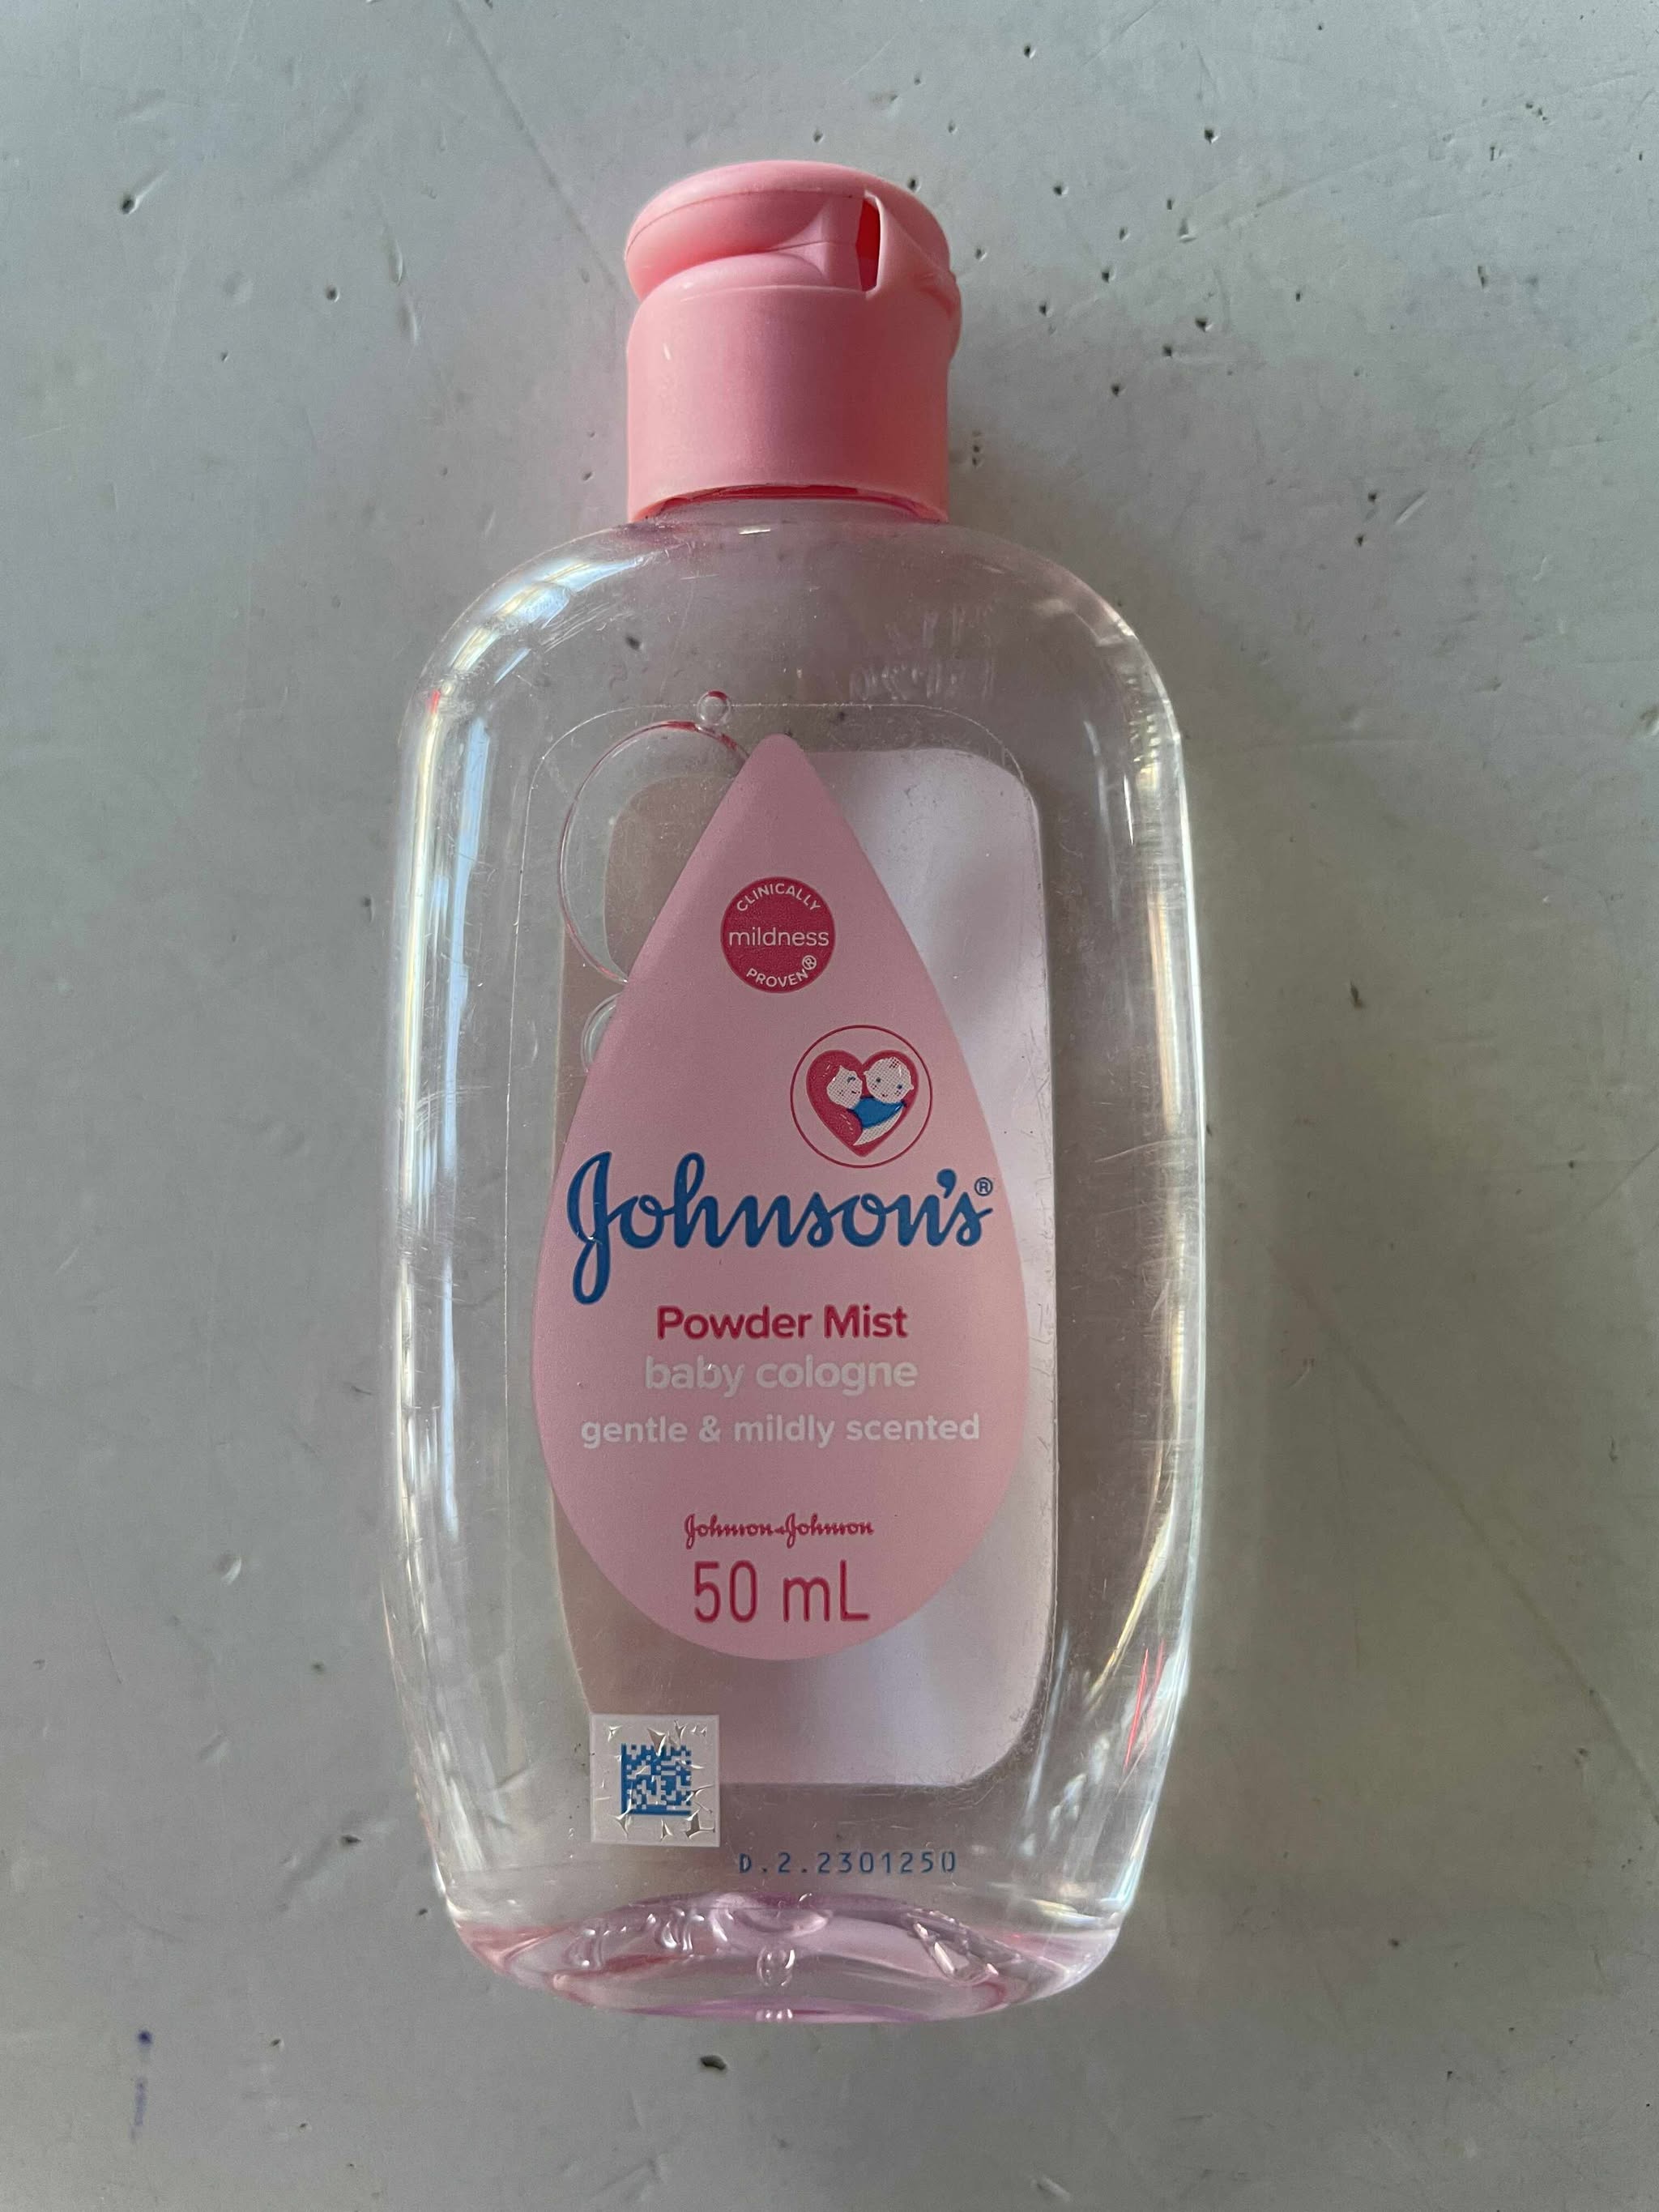 CLINICALLY
mildness
PROVEN®
Johnson's®
Powder Mist
baby cologne
gentle & mildly scented
Johnson&Johnson
50 mL
D.2.2301250